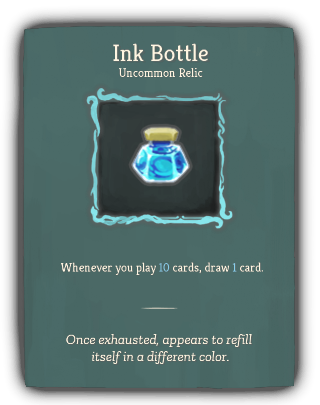 Ink Bottle
Uncommon Relic
Whenever you play 10 cards, draw 1 card.
Once exhausted, appears to refill
itself in a different color.